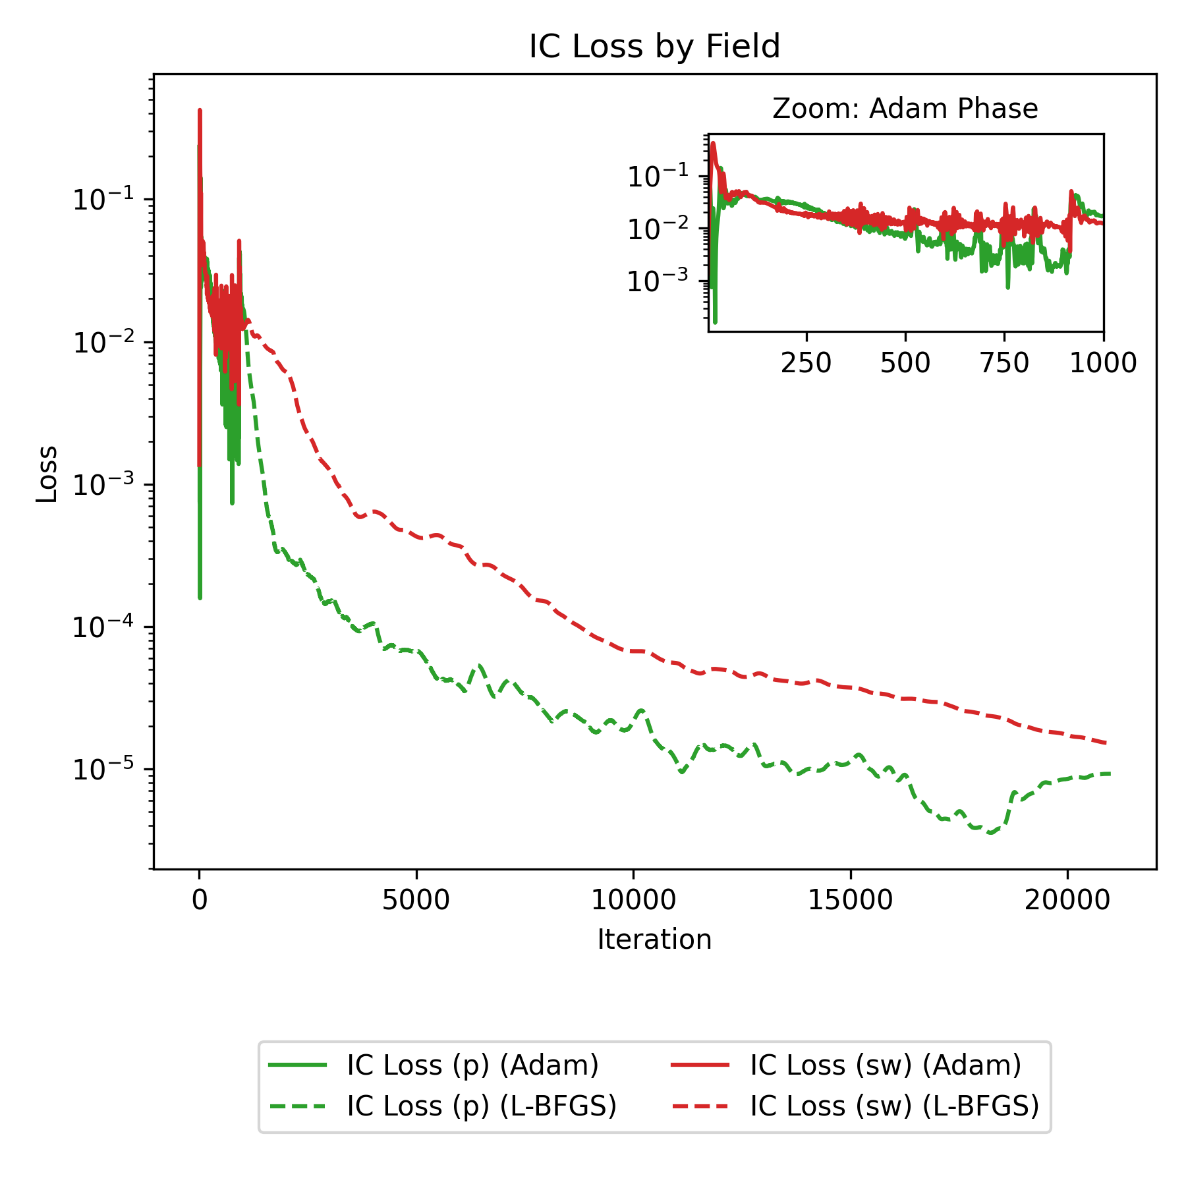 IC Loss by Field
Zoom: Adam Phase
10⁻¹
10⁻²
10⁻³
250 500 750 1000
10⁻¹
10⁻²
10⁻³
10⁻⁴
10⁻⁵
Loss
0 5000 10000 15000 20000
Iteration
IC Loss (p) (Adam) IC Loss (sw) (Adam)
IC Loss (p) (L-BFGS) IC Loss (sw) (L-BFGS)